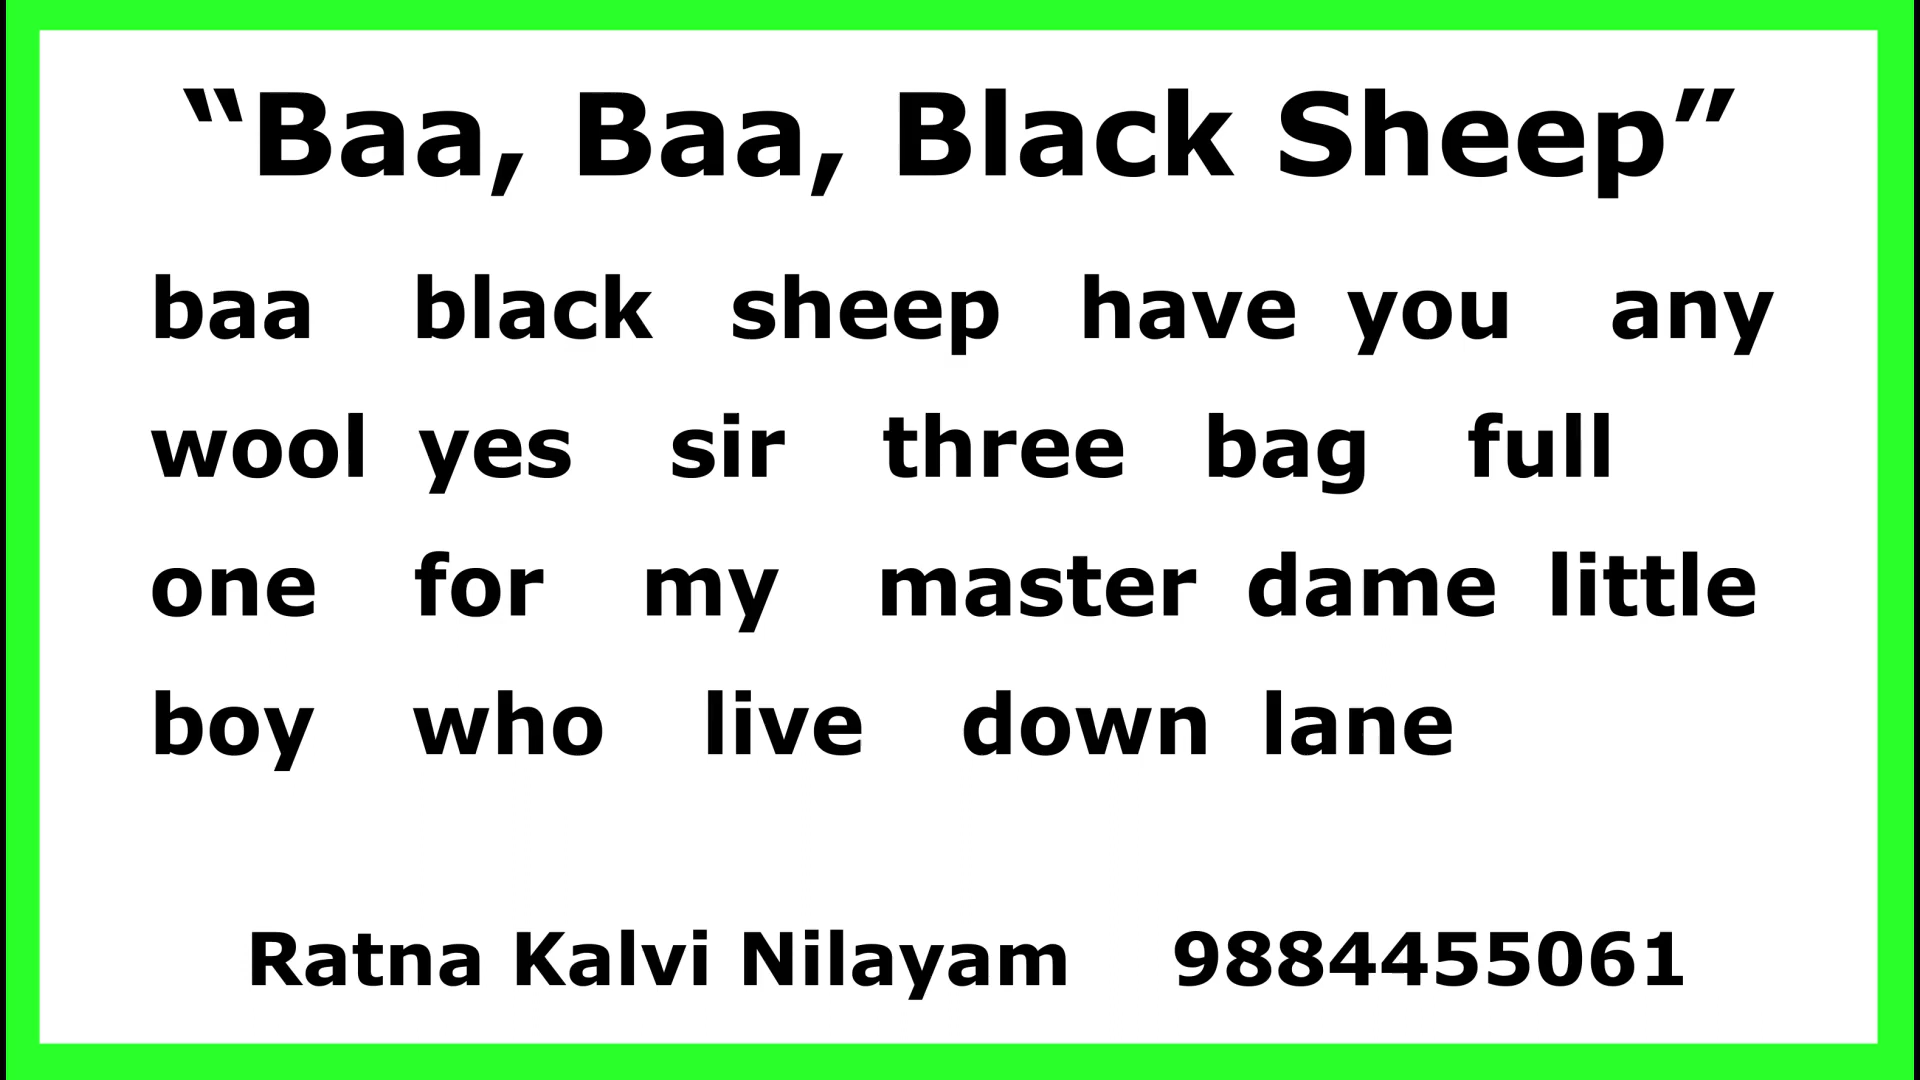 “Baa, Baa, Black Sheep”
baa black sheep have you any
wool yes sir three bag full
one for my master dame little
boy who live down lane
Ratna Kalvi Nilayam 9884455061